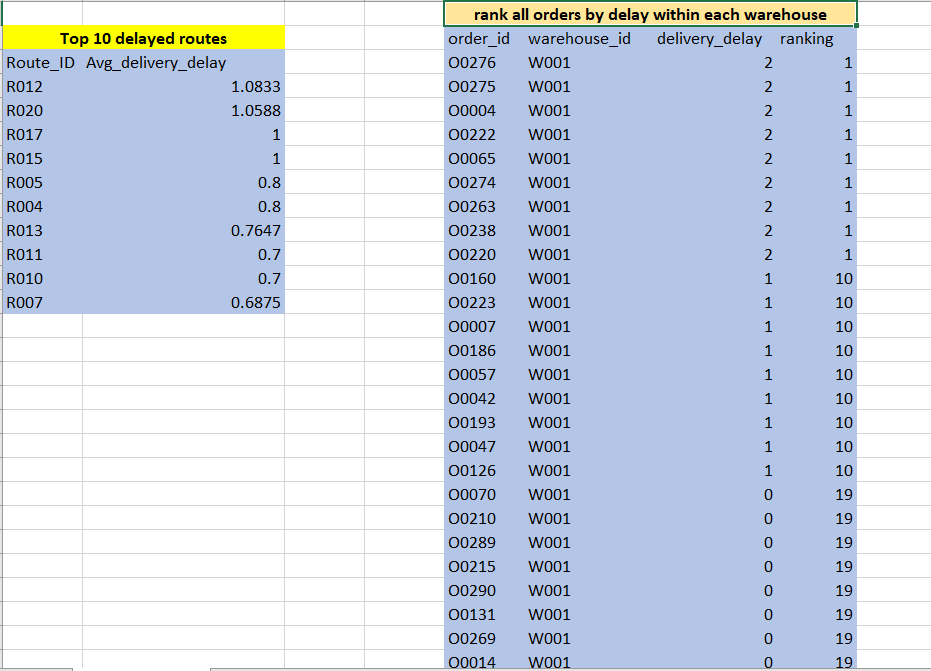 Top 10 delayed routes
Route_ID Avg_delivery_delay
R012 1.0833
R020 1.0588
R017 1
R015 1
R005 0.8
R004 0.8
R013 0.7647
R011 0.7
R010 0.7
R007 0.6875
rank all orders by delay within each warehouse
order_id warehouse_id delivery_delay ranking
O0276 W001 2 1
O0275 W001 2 1
O0004 W001 2 1
O0222 W001 2 1
O0065 W001 2 1
O0274 W001 2 1
O0263 W001 2 1
O0238 W001 2 1
O0220 W001 2 1
O0160 W001 1 10
O0223 W001 1 10
O0007 W001 1 10
O0186 W001 1 10
O0057 W001 1 10
O0042 W001 1 10
O0193 W001 1 10
O0047 W001 1 10
O0126 W001 1 10
O0070 W001 0 19
O0210 W001 0 19
O0289 W001 0 19
O0215 W001 0 19
O0290 W001 0 19
O0131 W001 0 19
O0269 W001 0 19
O0014 W001 0 19